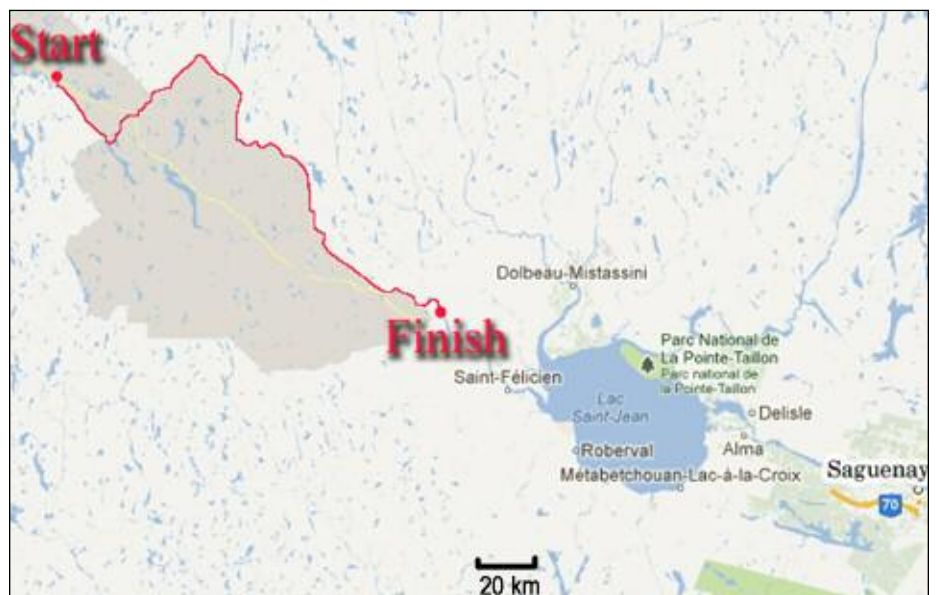 Start
Dolbeau-Mistassini
Finish
Parc National de
La Pointe-Taillon
Parc national de
la Pointe-Taillon
Saint-Félicien
Lac
Saint-Jean
Delisle
Roberval
Alma
Métabetchouan-Lac-à-la-Croix
Saguenay
70
20 km